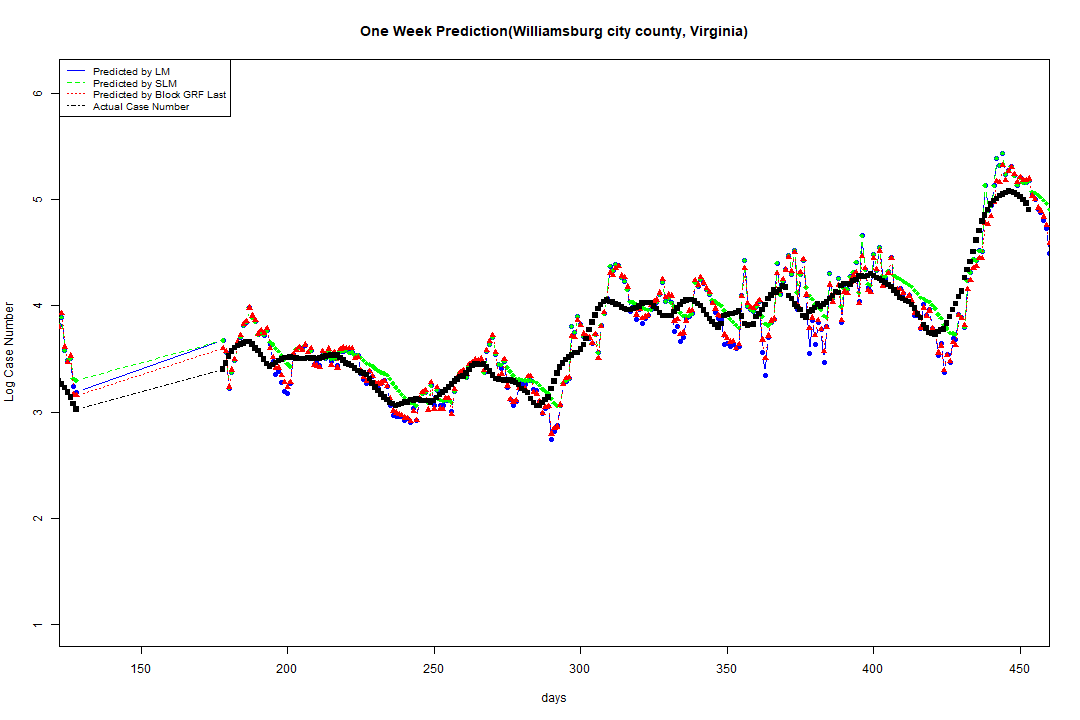 One Week Prediction(Williamsburg city county, Virginia)
Predicted by LM
Predicted by SLM
Predicted by Block GRF Last
Actual Case Number
Log Case Number
6
5
4
3
2
1
150 200 250 300 350 400 450
days